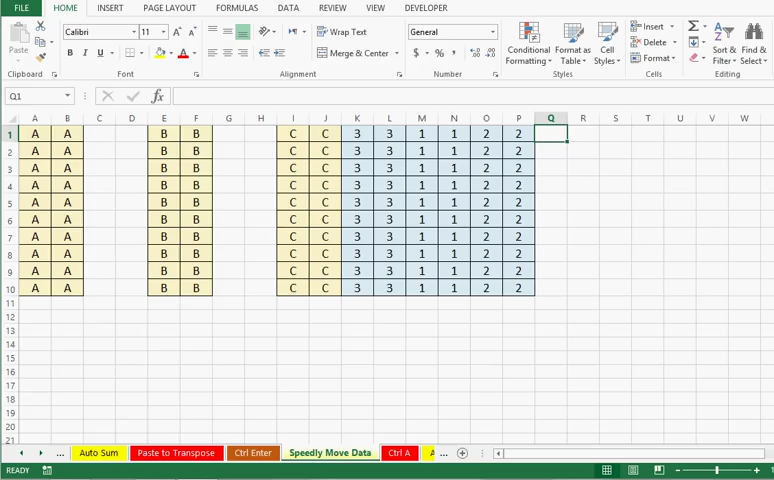 FILE HOME INSERT PAGE LAYOUT FORMULAS DATA REVIEW VIEW DEVELOPER
Paste
Calibri 11 A A
B I U A
Wrap Text
Merge & Center
General
$ % , .0 .00 .00 .0
Conditional Formatting
Format as Table
Cell Styles
Insert
Delete
Format
Sort & Filter
Find & Select
Clipboard Font Alignment Number Styles Cells Editing
Q1 fx
A B C D E F G H I J K L M N O P Q R S T U V W
1 A A B B C C 3 3 1 1 2 2
2 A A B B C C 3 3 1 1 2 2
3 A A B B C C 3 3 1 1 2 2
4 A A B B C C 3 3 1 1 2 2
5 A A B B C C 3 3 1 1 2 2
6 A A B B C C 3 3 1 1 2 2
7 A A B B C C 3 3 1 1 2 2
8 A A B B C C 3 3 1 1 2 2
9 A A B B C C 3 3 1 1 2 2
10 A A B B C C 3 3 1 1 2 2
11
12
13
14
15
16
17
18
19
20
21
... Auto Sum Paste to Transpose Ctrl Enter Speedly Move Data Ctrl A ...
READY